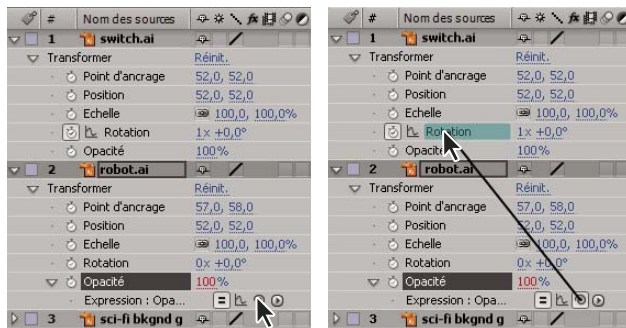 # Nom des sources
1 switch.ai
Transformer Réinit.
Point d'ancrage 52,0, 52,0
Position 52,0, 52,0
Echelle 100,0, 100,0%
Rotation 1x +0,0°
Opacité 100%
2 robot.ai
Transformer Réinit.
Point d'ancrage 57,0, 58,0
Position 52,0, 52,0
Echelle 100,0, 100,0%
Rotation 0x +0,0°
Opacité 100%
Expression : Opa...
3 sci-fi bkgnd g
# Nom des sources
1 switch.ai
Transformer Réinit.
Point d'ancrage 52,0, 52,0
Position 52,0, 52,0
Echelle 100,0, 100,0%
Rotation 1x +0,0°
Opacité 100%
2 robot.ai
Transformer Réinit.
Point d'ancrage 57,0, 58,0
Position 52,0, 52,0
Echelle 100,0, 100,0%
Rotation 0x +0,0°
Opacité 100%
Expression : Opa...
3 sci-fi bkgnd g